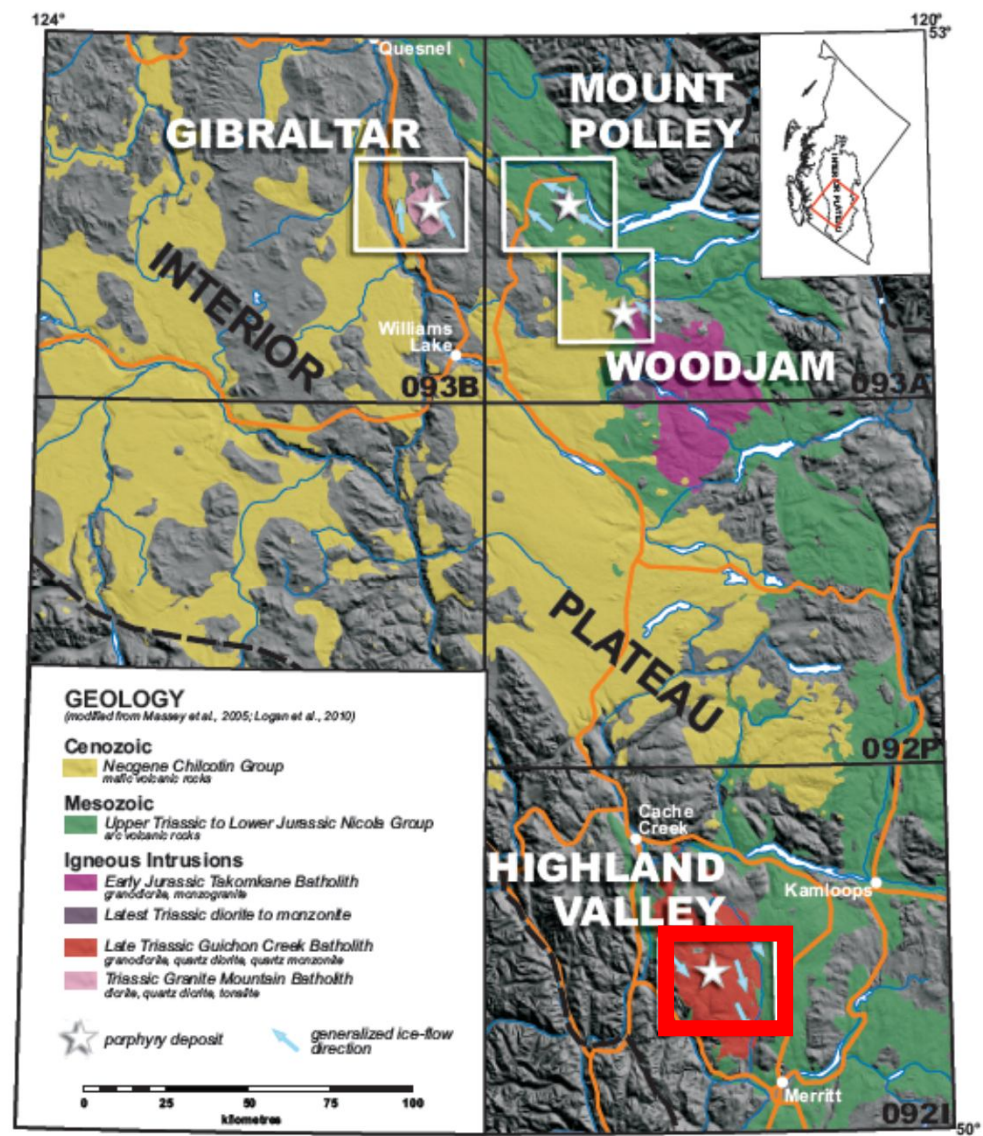 124°
120°
53°
Quesnel
MOUNT
POLLEY
GIBRALTAR
INTERIOR PLATEAU
INTERIOR
Williams
Lake
WOODJAM
093B
093A
PLATEAU
092P
GEOLOGY
(modified from Massey et al., 2005; Logan et al., 2010)
Cenozoic
Neogene Chilcotin Group
mafic volcanic rocks
Mesozoic
Upper Triassic to Lower Jurassic Nicola Group
arc volcanic rocks
Igneous Intrusions
Early Jurassic Takomkane Batholith
granodiorite, monzogranite
Latest Triassic diorite to monzonite
Late Triassic Guichon Creek Batholith
granodiorite, quartz diorite, quartz monzonite
Triassic Granite Mountain Batholith
diorite, quartz diorite, tonalite
porphyry deposit
generalized ice-flow
direction
0 25 50 75 100
kilometres
Cache
Creek
HIGHLAND
VALLEY
Kamloops
Merritt
092I
50°